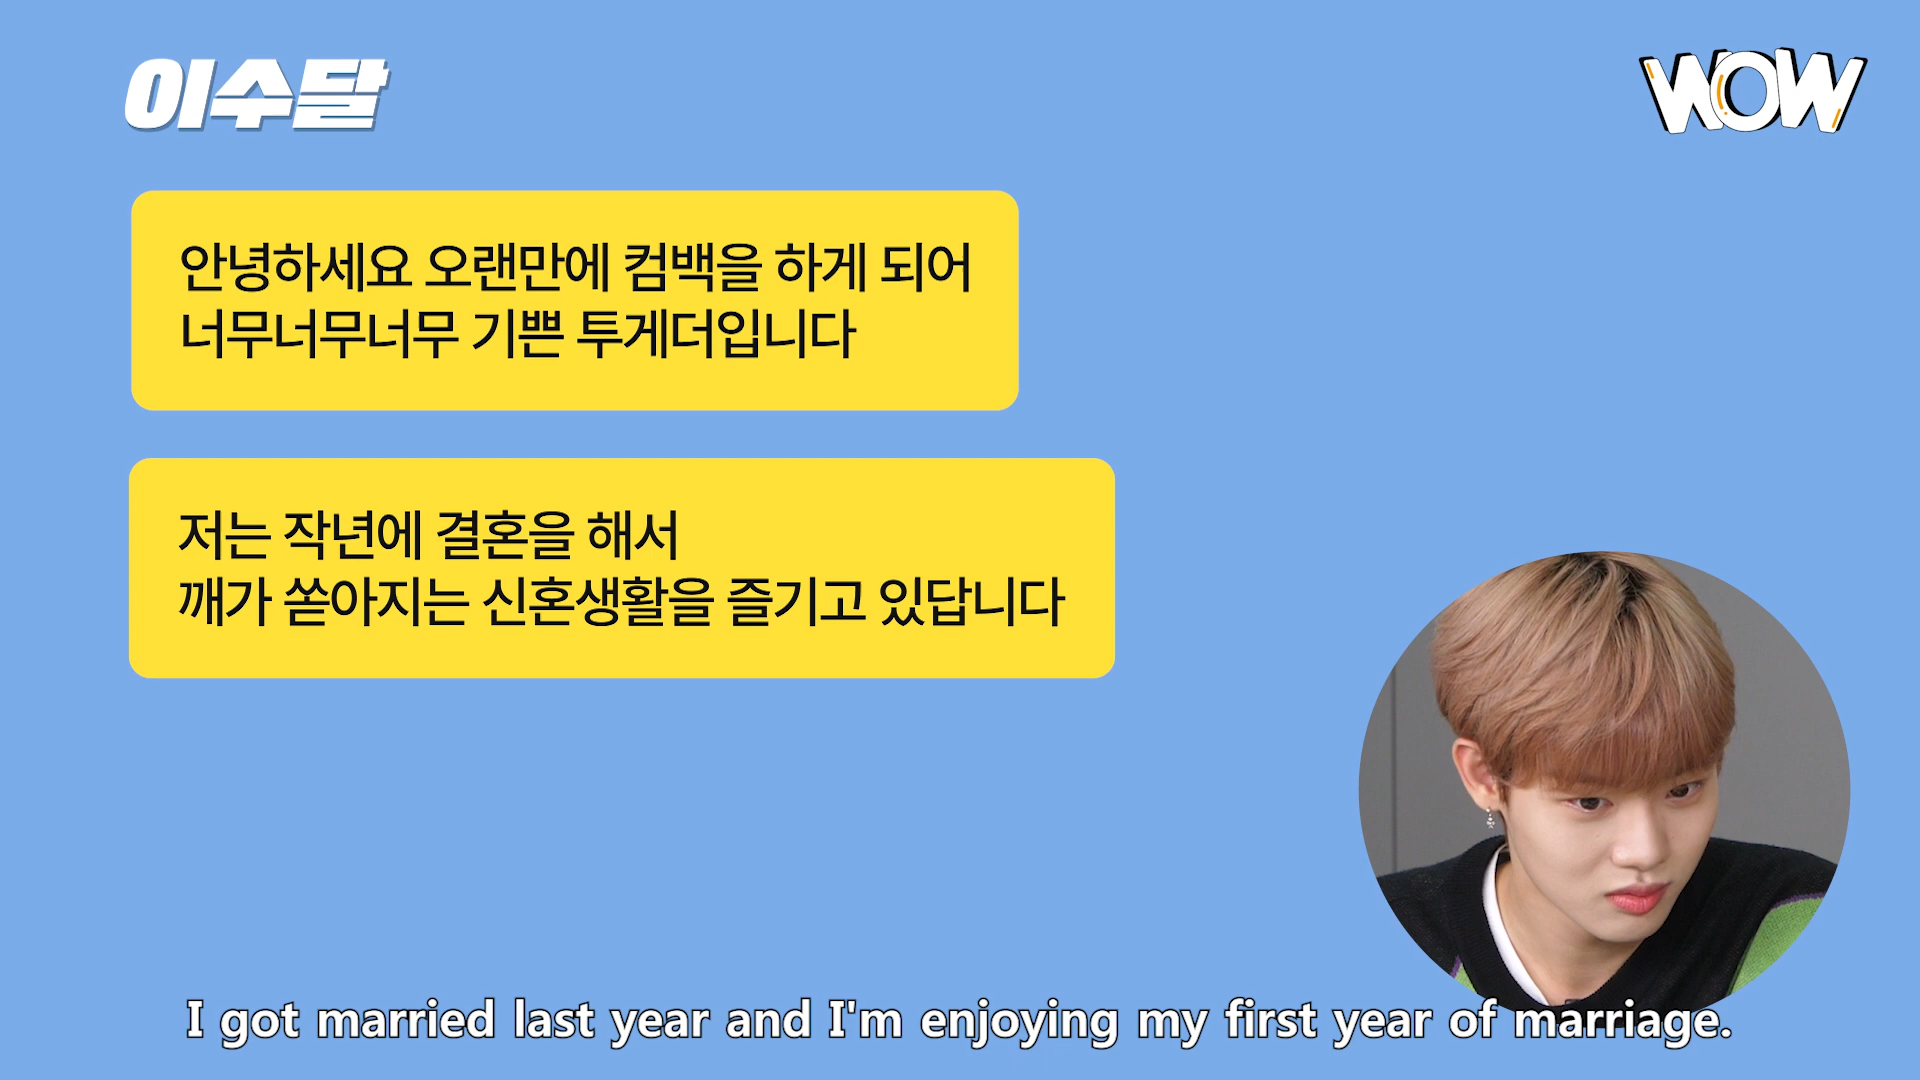 이수달
WOW
안녕하세요 오랜만에 컴백을 하게 되어
너무너무너무 기쁜 투게더입니다
저는 작년에 결혼을 해서
깨가 쏟아지는 신혼생활을 즐기고 있답니다
I got married last year and I'm enjoying my first year of marriage.